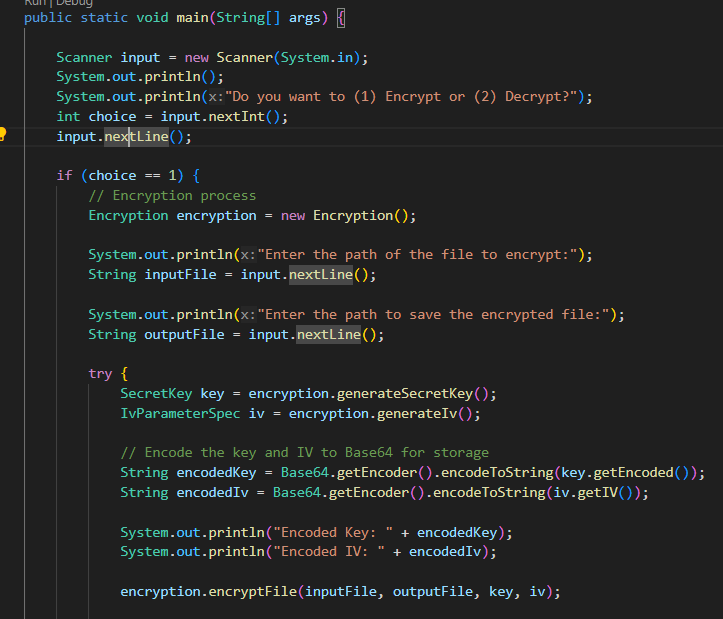 Run | Debug
public static void main(String[] args) {
Scanner input = new Scanner(System.in);
System.out.println();
System.out.println(x:"Do you want to (1) Encrypt or (2) Decrypt?");
int choice = input.nextInt();
input.nextLine();
if (choice == 1) {
// Encryption process
Encryption encryption = new Encryption();
System.out.println(x:"Enter the path of the file to encrypt:");
String inputFile = input.nextLine();
System.out.println(x:"Enter the path to save the encrypted file:");
String outputFile = input.nextLine();
try {
SecretKey key = encryption.generateSecretKey();
IvParameterSpec iv = encryption.generateIv();
// Encode the key and IV to Base64 for storage
String encodedKey = Base64.getEncoder().encodeToString(key.getEncoded());
String encodedIv = Base64.getEncoder().encodeToString(iv.getIV());
System.out.println("Encoded Key: " + encodedKey);
System.out.println("Encoded IV: " + encodedIv);
encryption.encryptFile(inputFile, outputFile, key, iv);